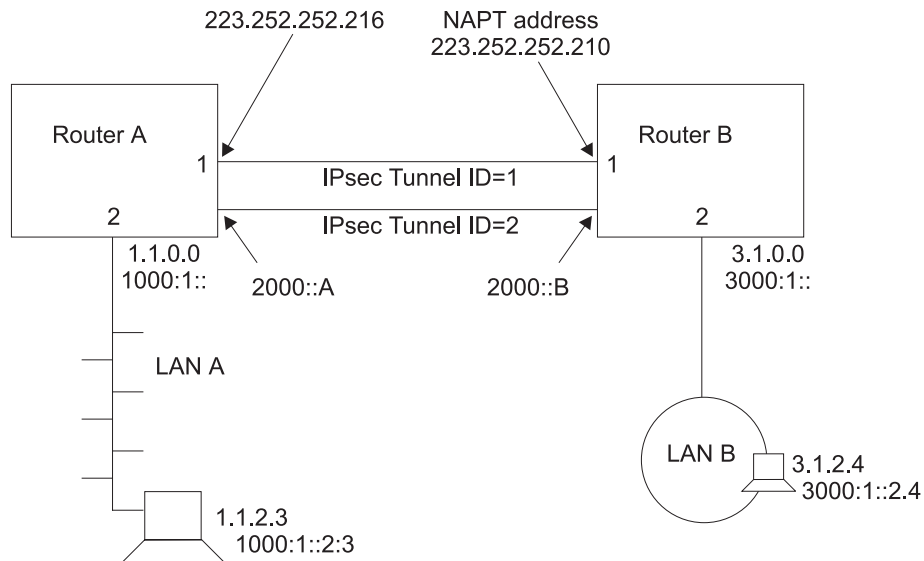 223.252.252.216
NAPT address
223.252.252.210
Router A
Router B
1
1
IPsec Tunnel ID=1
2
IPsec Tunnel ID=2
2
1.1.0.0
1000:1::
2000::A
2000::B
3.1.0.0
3000:1::
LAN A
LAN B
3.1.2.4
3000:1::2.4
1.1.2.3
1000:1::2:3